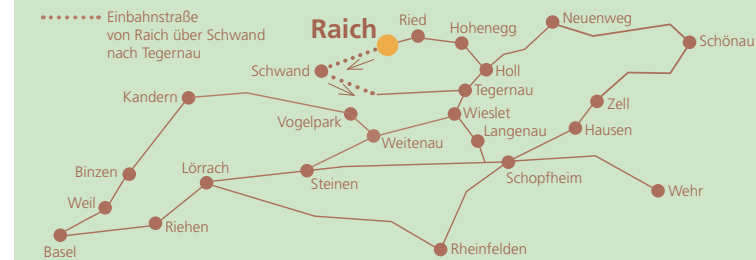 Einbahnstraße
von Raich über Schwand
nach Tegernau
Raich
Ried
Hohenegg
Neuenweg
Schönau
Schwand
Holl
Tegernau
Kandern
Zell
Vogelpark
Wieslet
Langenau
Hausen
Weitenau
Binzen
Lörrach
Steinen
Schopfheim
Wehr
Weil
Riehen
Basel
Rheinfelden